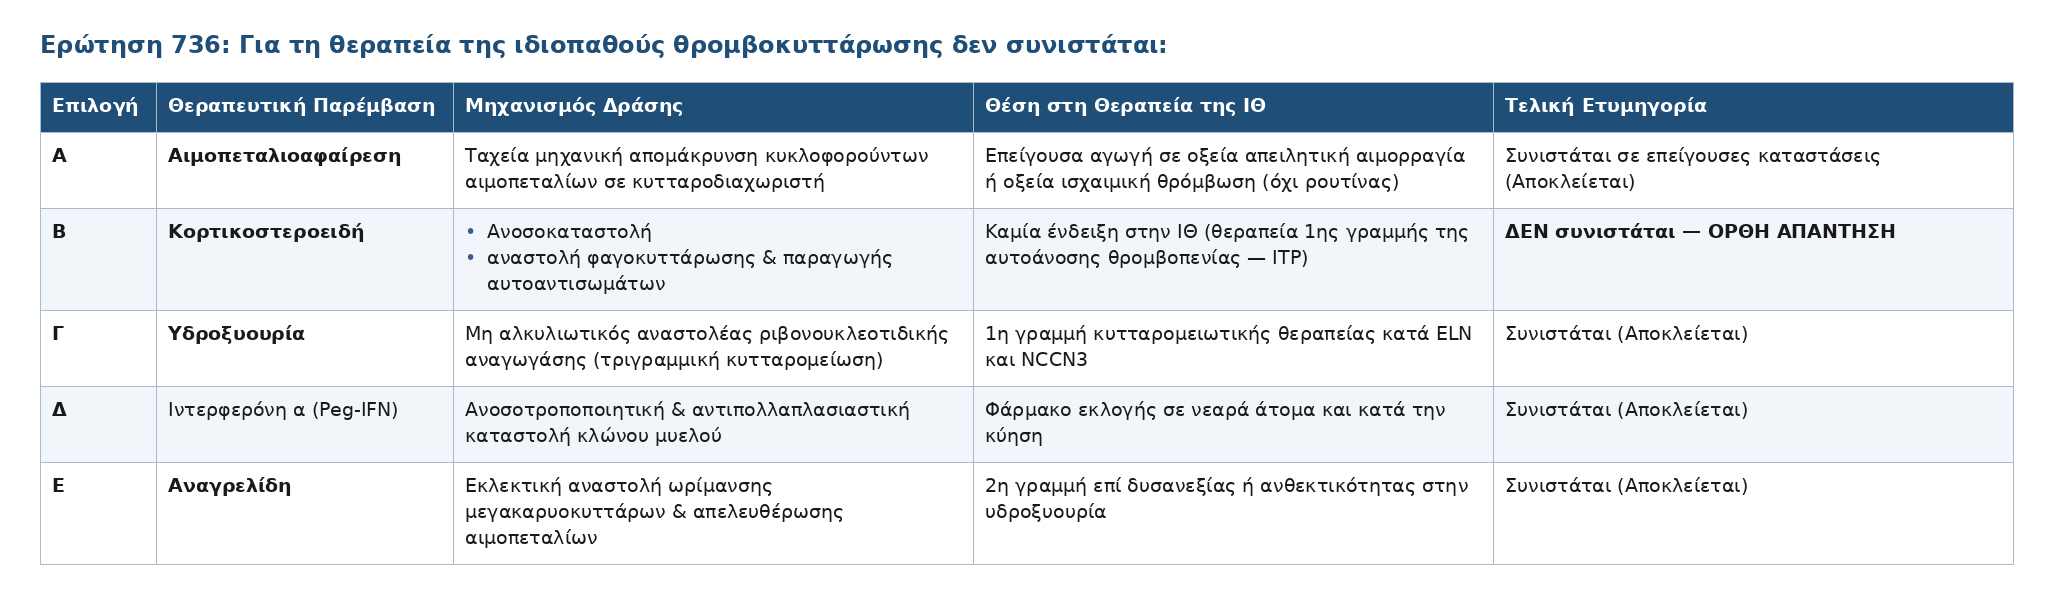 Ερώτηση 736: Για τη θεραπεία της ιδιοπαθούς θρομβοκυττάρωσης δεν συνιστάται:
Επιλογή Θεραπευτική Παρέμβαση Μηχανισμός Δράσης Θέση στη Θεραπεία της ΙΘ Τελική Ετυμηγορία
Α Αιμοπεταλιοαφαίρεση Ταχεία μηχανική απομάκρυνση κυκλοφορούντων Επείγουσα αγωγή σε οξεία απειλητική αιμορραγία Συνιστάται σε επείγουσες καταστάσεις
αιμοπεταλίων σε κυτταροδιαχωριστή ή οξεία ισχαιμική θρόμβωση (όχι ρουτίνας) (Αποκλείεται)
Β Κορτικοστεροειδή • Ανοσοκαταστολή Καμία ένδειξη στην ΙΘ (θεραπεία 1ης γραμμής της ΔΕΝ συνιστάται — ΟΡΘΗ ΑΠΑΝΤΗΣΗ
• αναστολή φαγοκυττάρωσης & παραγωγής αυτοάνοσης θρομβοπενίας — ITP)
αυτοαντισωμάτων
Γ Υδροξυουρία Μη αλκυλιωτικός αναστολέας ριβονουκλεοτιδικής 1η γραμμή κυτταρομειωτικής θεραπείας κατά ELN Συνιστάται (Αποκλείεται)
αναγωγάσης (τριγραμμική κυτταρομείωση) και NCCN3
Δ Ιντερφερόνη α (Peg-IFN) Ανοσοτροποποιητική & αντιπολλαπλασιαστική Φάρμακο εκλογής σε νεαρά άτομα και κατά την Συνιστάται (Αποκλείεται)
καταστολή κλώνου μυελού κύηση
Ε Αναγρελίδη Εκλεκτική αναστολή ωρίμανσης 2η γραμμή επί δυσανεξίας ή ανθεκτικότητας στην Συνιστάται (Αποκλείεται)
μεγακαρυοκυττάρων & απελευθέρωσης υδροξυουρία
αιμοπεταλίων